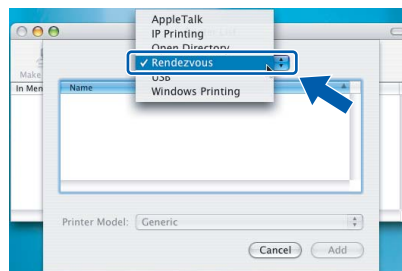 AppleTalk
IP Printing
Open Directory
✓ Rendezvous
USB
Windows Printing
Make
In Men
Name
Printer Model: Generic
Cancel Add